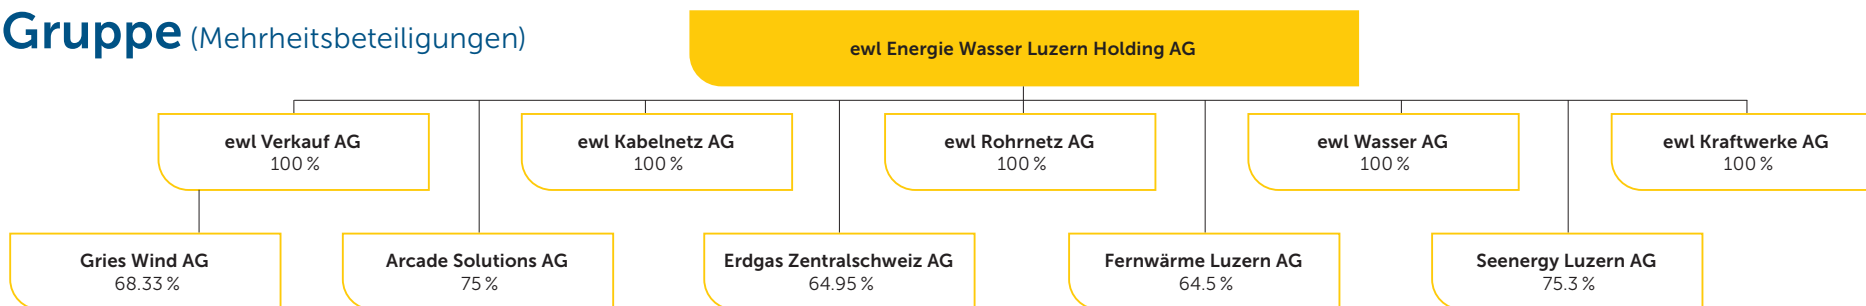 Gruppe (Mehrheitsbeteiligungen)
ewl Energie Wasser Luzern Holding AG
ewl Verkauf AG
100 %
ewl Kabelnetz AG
100 %
ewl Rohrnetz AG
100 %
ewl Wasser AG
100 %
ewl Kraftwerke AG
100 %
Gries Wind AG
68.33 %
Arcade Solutions AG
75 %
Erdgas Zentralschweiz AG
64.95 %
Fernwärme Luzern AG
64.5 %
Seenergy Luzern AG
75.3 %